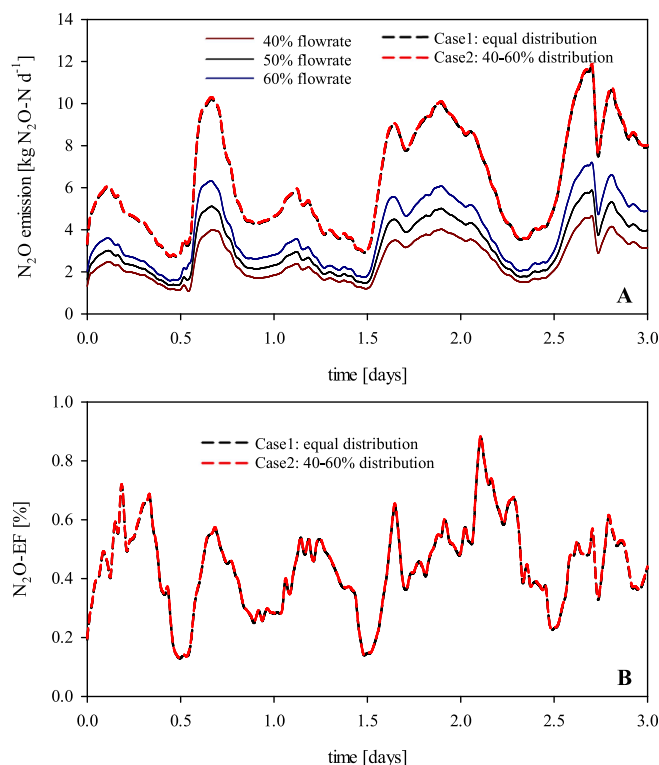 14
12
10
8
6
4
2
0
N₂O emission [kg N₂O-N d⁻¹]
40% flowrate
50% flowrate
60% flowrate
Case1: equal distribution
Case2: 40-60% distribution
A
0.0 0.5 1.0 1.5 2.0 2.5 3.0
time [days]
1.0
0.8
0.6
0.4
0.2
0.0
N₂O-EF [%]
Case1: equal distribution
Case2: 40-60% distribution
B
0.0 0.5 1.0 1.5 2.0 2.5 3.0
time [days]